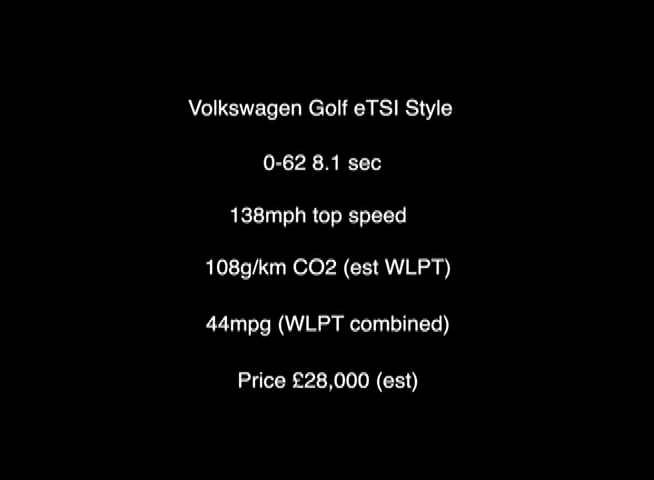 Volkswagen Golf eTSI Style
0-62 8.1 sec
138mph top speed
108g/km CO2 (est WLPT)
44mpg (WLPT combined)
Price £28,000 (est)